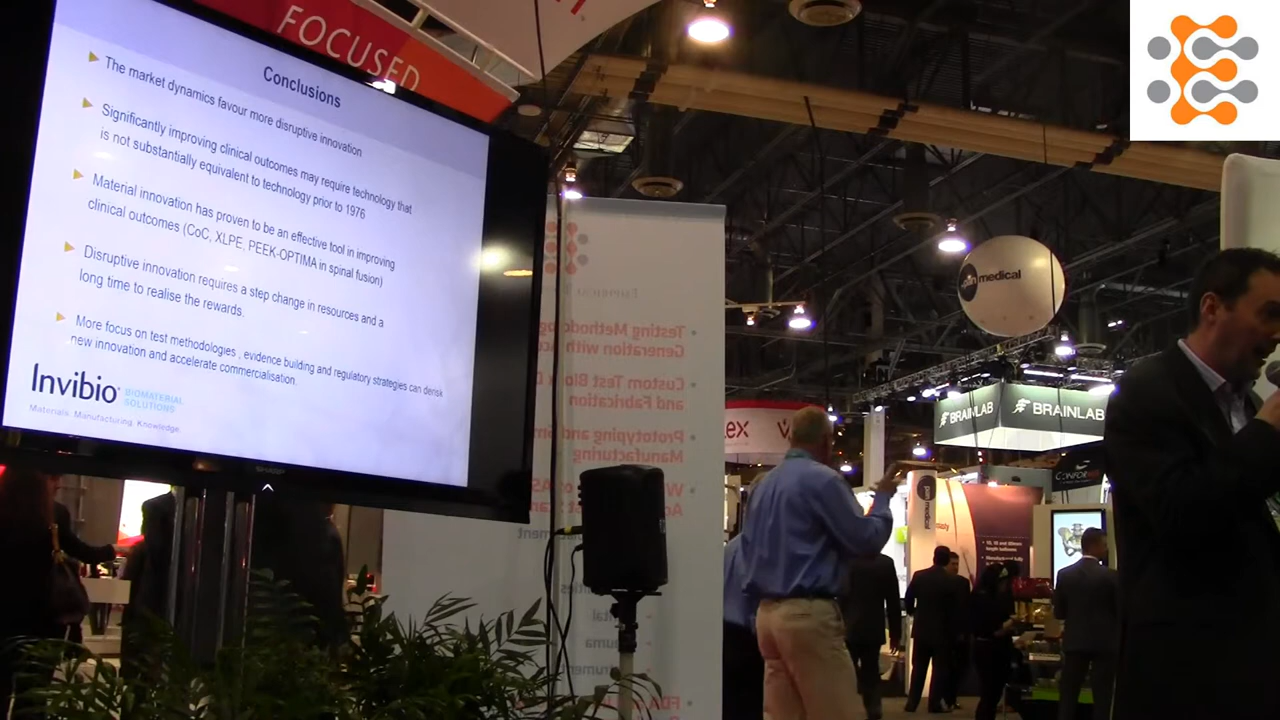 FOCUSED
Conclusions
The market dynamics favour more disruptive innovation
Significantly improving clinical outcomes may require technology that
is not substantially equivalent to technology prior to 1976
Material innovation has proven to be an effective tool in improving
clinical outcomes (CoC, XLPE, PEEK-OPTIMA in spinal fusion)
Disruptive innovation requires a step change in resources and a
long time to realise the rewards.
More focus on test methodologies , evidence building and regulatory strategies can derisk
new innovation and accelerate commercialisation.
Invibio
BIOMATERIAL
SOLUTIONS
Materials. Manufacturing. Knowledge.
SHARP
Testing
Generation with
Custom Test
and Fabrication
Prototyping and
Manufacturing
FDA
lex
medical
BRAINLAB
BRAINLAB
medical